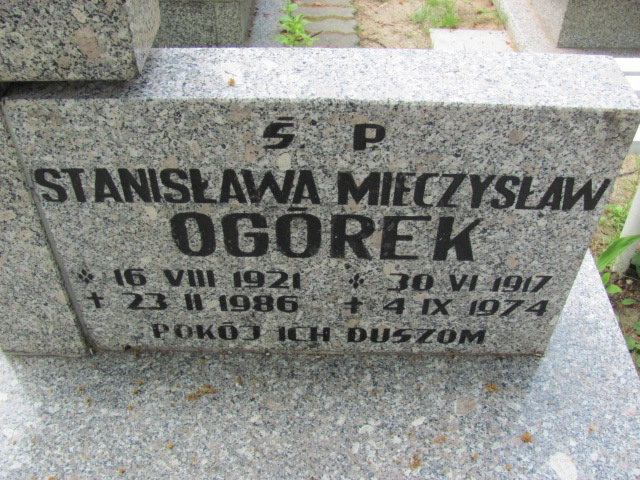 Ś. P
STANISŁAWA MIECZYSŁAW
OGÓREK
* 16 VIII 1921 * 30 VI 1917
+ 23 II 1986 + 4 IX 1974
POKÓJ ICH DUSZOM